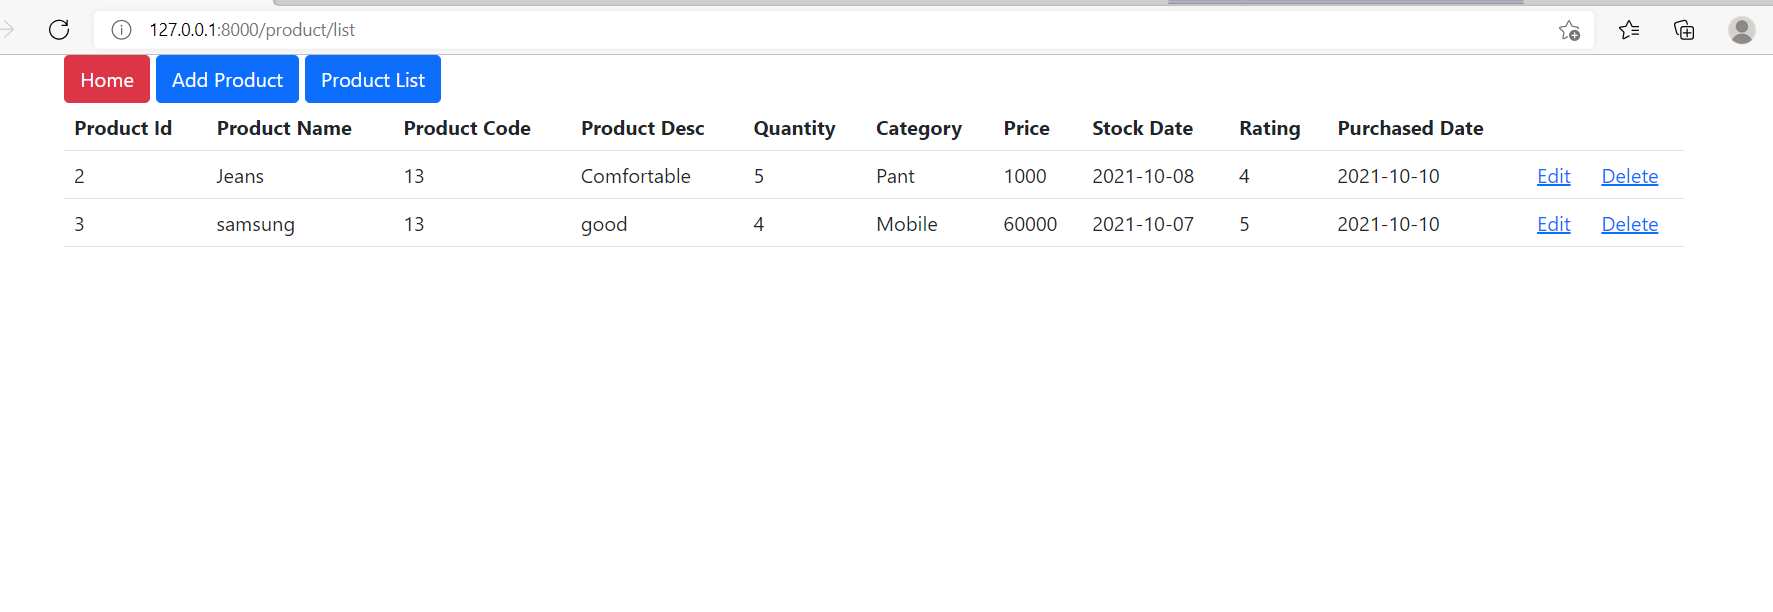 127.0.0.1:8000/product/list
Home Add Product Product List
Product Id Product Name Product Code Product Desc Quantity Category Price Stock Date Rating Purchased Date
2 Jeans 13 Comfortable 5 Pant 1000 2021-10-08 4 2021-10-10 Edit Delete
3 samsung 13 good 4 Mobile 60000 2021-10-07 5 2021-10-10 Edit Delete